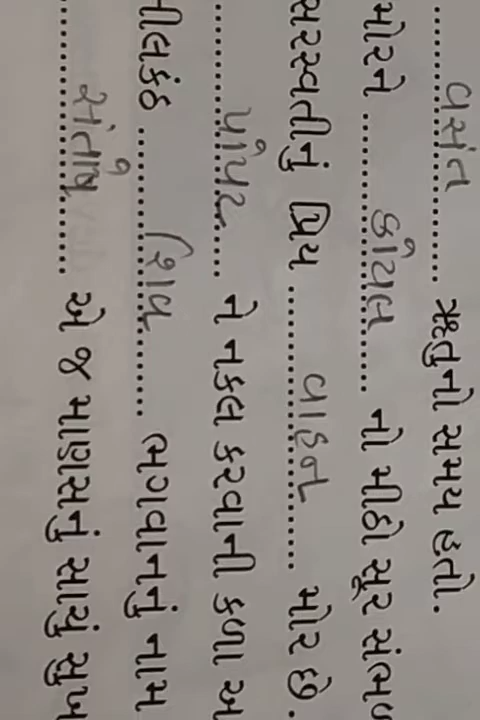 .......... વસંત .......... ઋતુનો સમય હતો.
મોરને .......... કોયલ .......... નો મીઠો સૂર સંભળ
સરસ્વતીનું પ્રિય .......... વાહન .......... મોર છે.
.......... પોપટ .......... ને નકલ કરવાની કળા અ
નીલકંઠ .......... શિવ .......... ભગવાનનું નામ
.......... સંતોષ .......... એ જ માણસનું સાચું સુખ